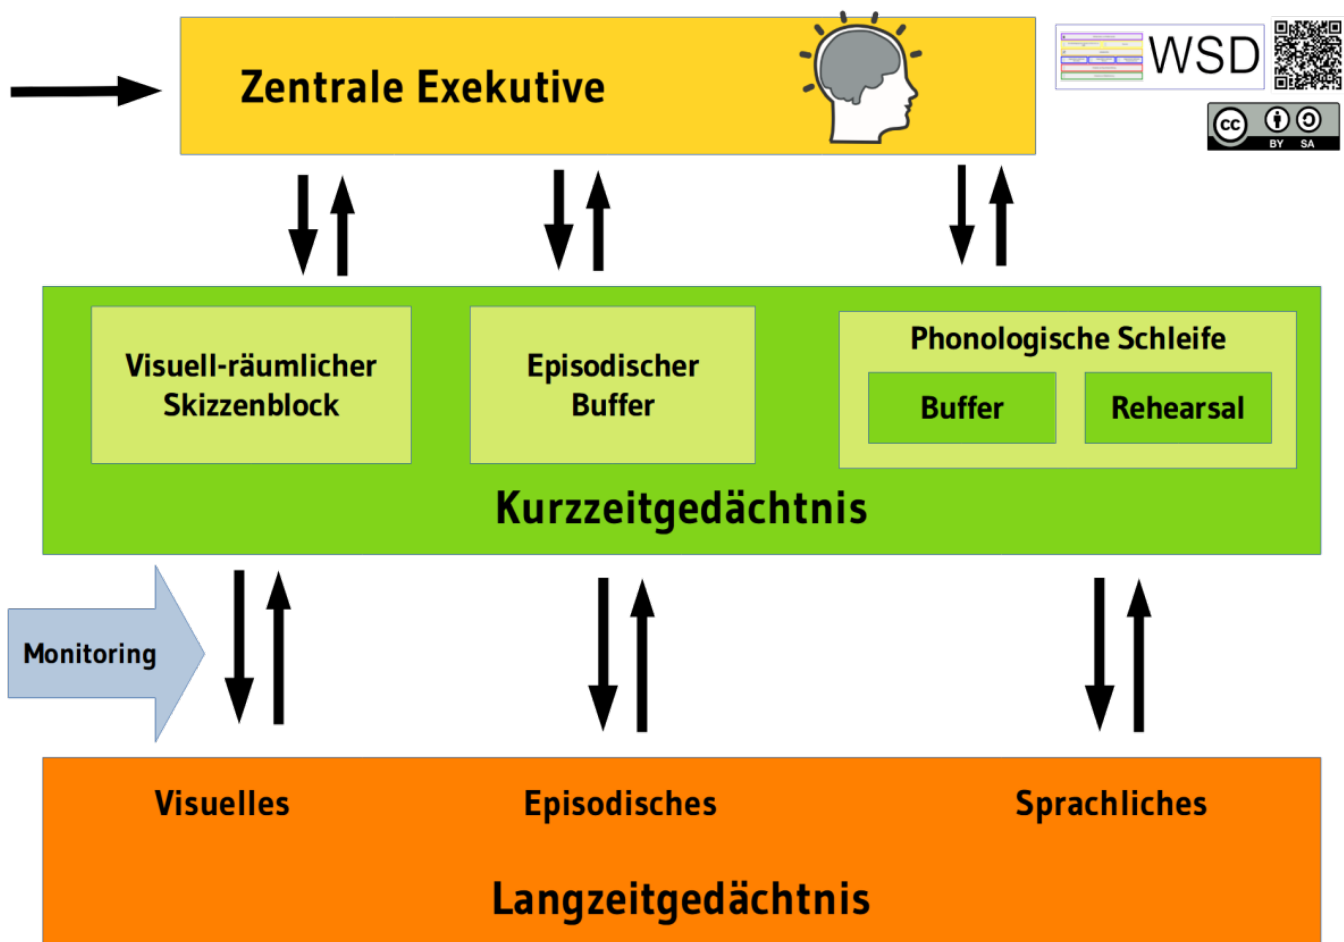 Zentrale Exekutive
WSD
CC
BY SA
Visuell-räumlicher
Skizzenblock
Episodischer
Buffer
Phonologische Schleife
Buffer
Rehearsal
Kurzzeitgedächtnis
Monitoring
Visuelles
Episodisches
Sprachliches
Langzeitgedächtnis